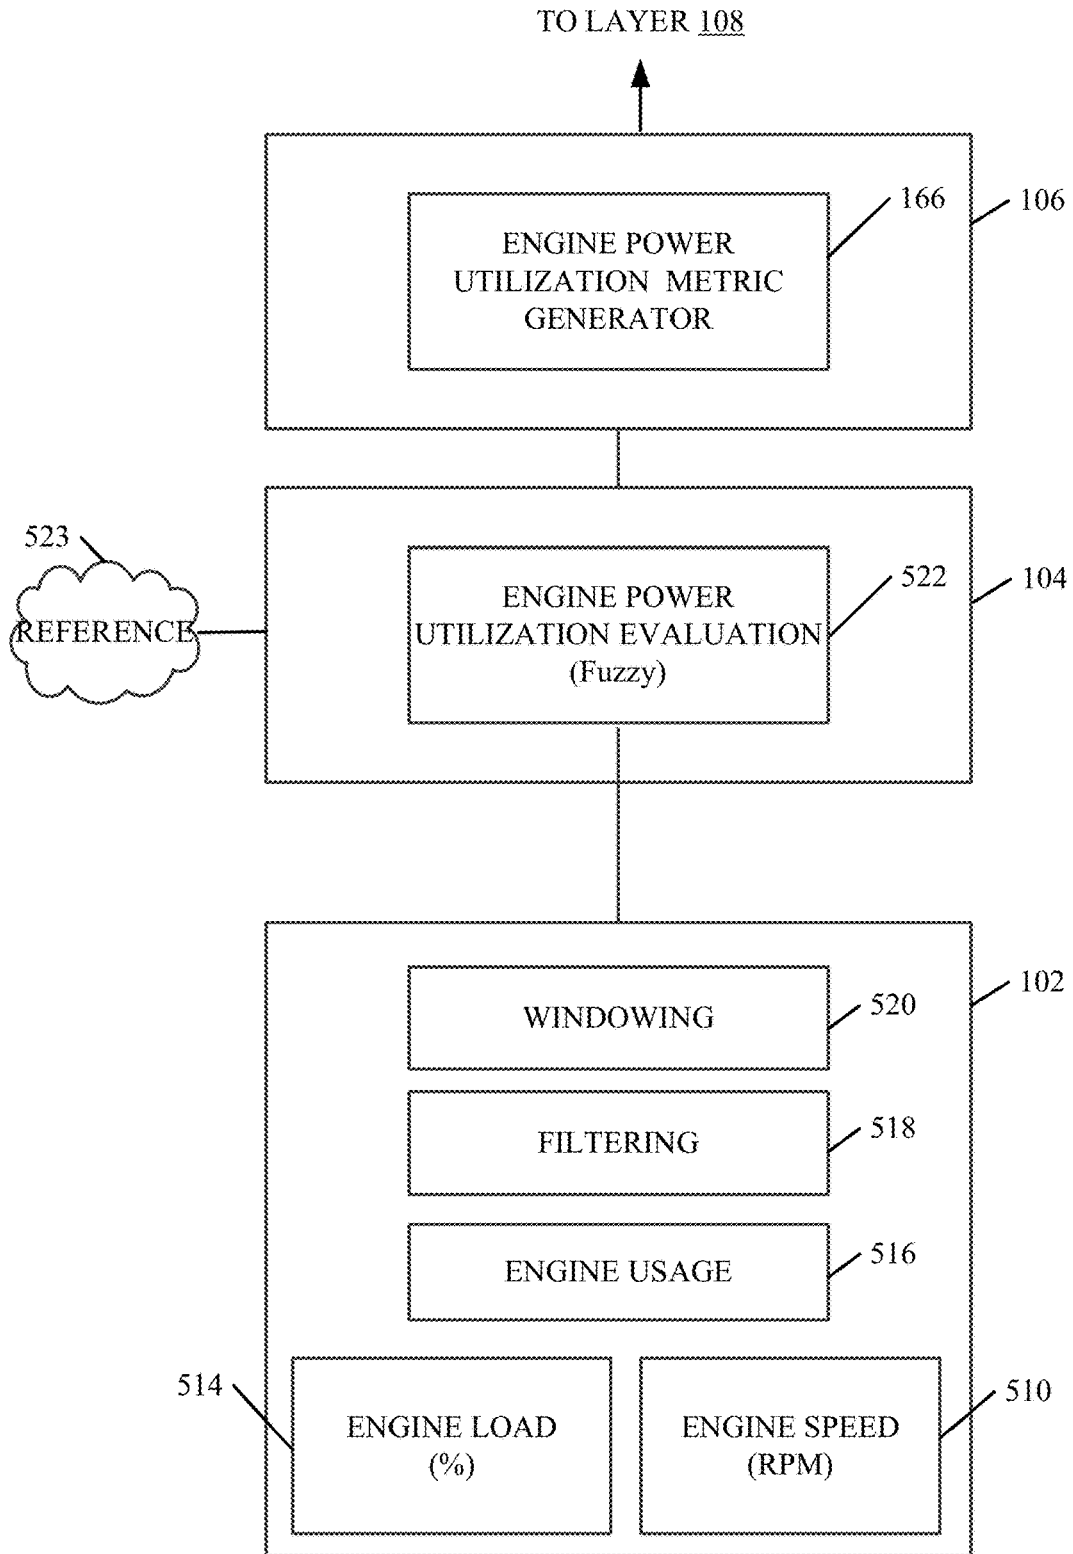 TO LAYER 108
166
106
ENGINE POWER
UTILIZATION METRIC
GENERATOR
523
REFERENCE
522
104
ENGINE POWER
UTILIZATION EVALUATION
(Fuzzy)
102
WINDOWING
520
FILTERING
518
ENGINE USAGE
516
514
ENGINE LOAD
(%)
ENGINE SPEED
(RPM)
510